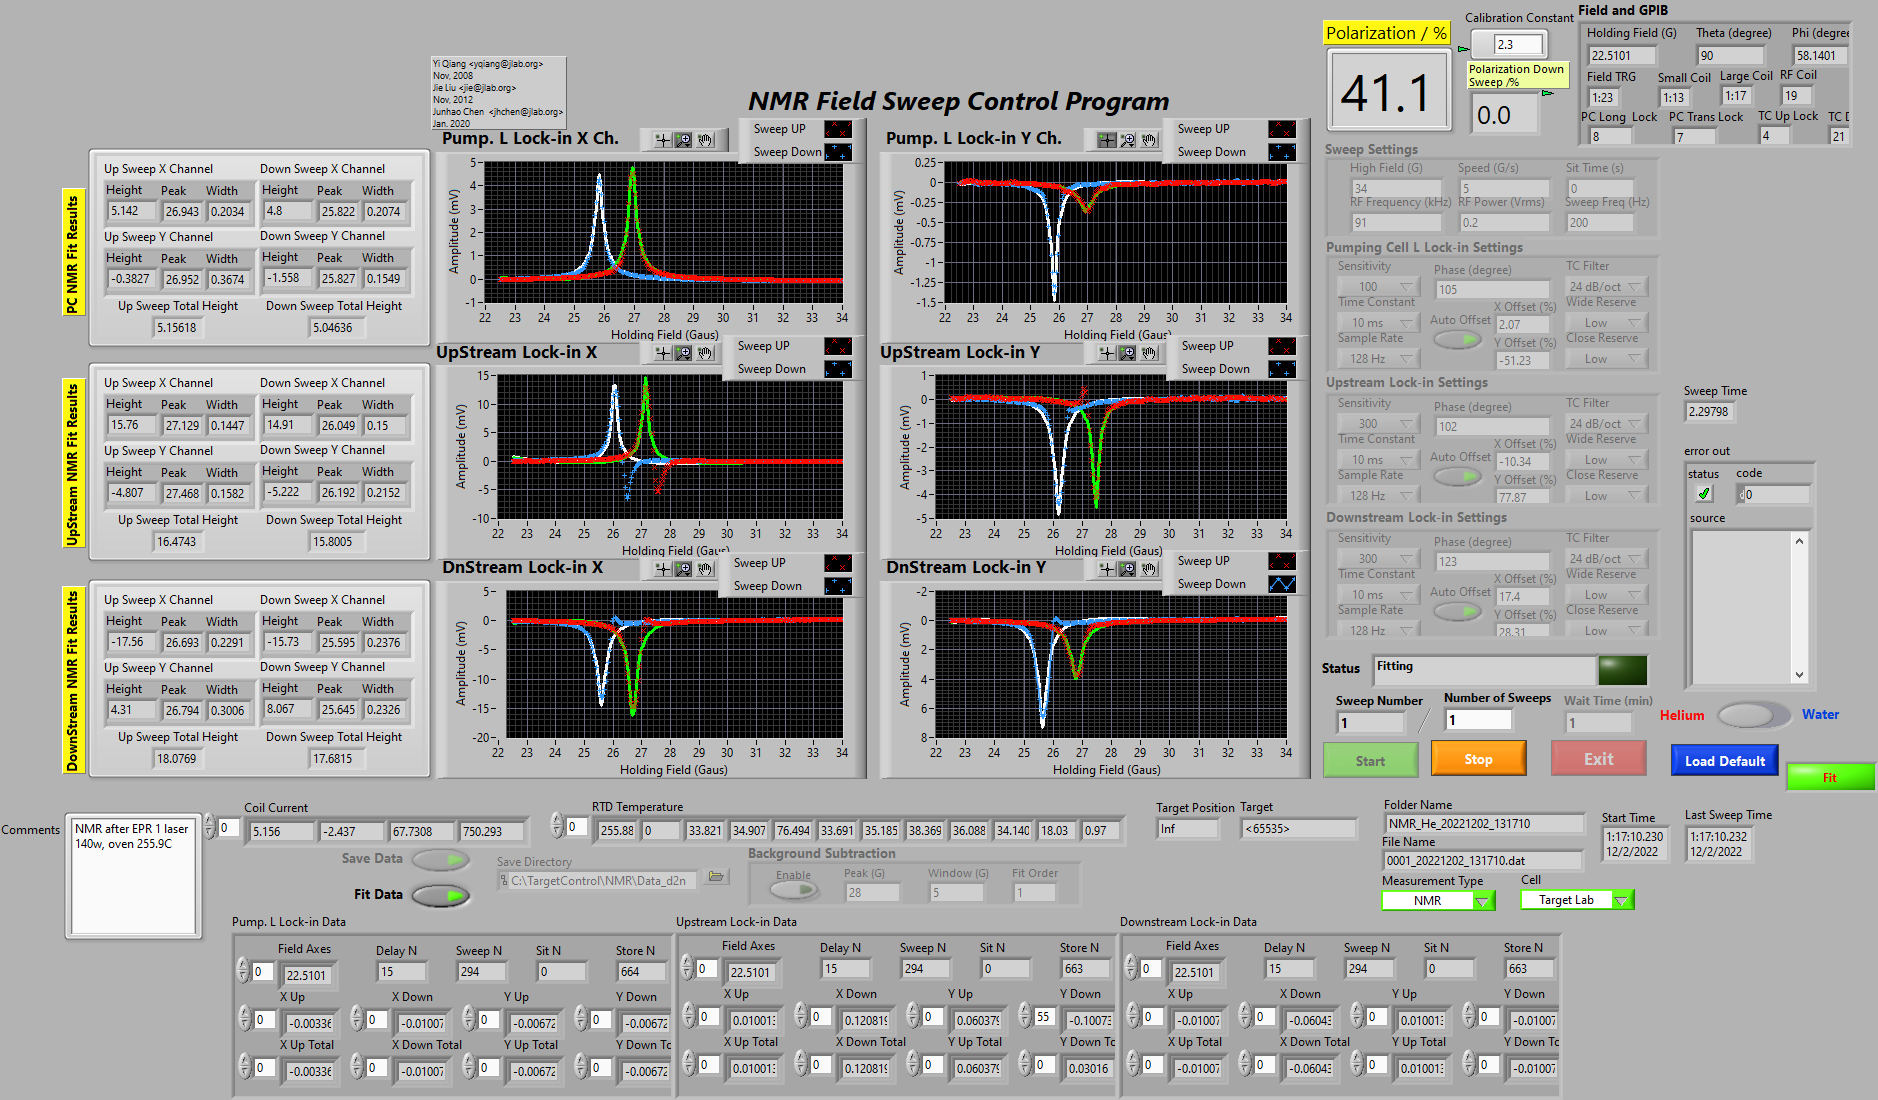 Yi Qiang <yqiang@jlab.org>
Nov, 2008
Jie Liu <jie@jlab.org>
Nov, 2012
Junhao Chen <jhchen@jlab.org>
Jan. 2020
NMR Field Sweep Control Program
Polarization / %
41.1
Calibration Constant
2.3
Polarization Down
Sweep /%
0.0
Field and GPIB
Holding Field (G) Theta (degree) Phi (degree
22.5101 90 58.1401
Field TRG Small Coil Large Coil RF Coil
1:23 1:13 1:17 19
PC Long Lock PC Trans Lock TC Up Lock TC D
8 7 4 21
PC NMR Fit Results
Up Sweep X Channel Down Sweep X Channel
Height Peak Width Height Peak Width
5.142 26.943 0.2034 4.8 25.822 0.2074
Up Sweep Y Channel Down Sweep Y Channel
Height Peak Width Height Peak Width
-0.3827 26.952 0.3674 -1.558 25.827 0.1549
Up Sweep Total Height Down Sweep Total Height
5.15618 5.04636
UpStream NMR Fit Results
Up Sweep X Channel Down Sweep X Channel
Height Peak Width Height Peak Width
15.76 27.129 0.1447 14.91 26.049 0.15
Up Sweep Y Channel Down Sweep Y Channel
Height Peak Width Height Peak Width
-4.807 27.468 0.1582 -5.222 26.192 0.2152
Up Sweep Total Height Down Sweep Total Height
16.4743 15.8005
DownStream NMR Fit Results
Up Sweep X Channel Down Sweep X Channel
Height Peak Width Height Peak Width
-17.56 26.693 0.2291 -15.73 25.595 0.2376
Up Sweep Y Channel Down Sweep Y Channel
Height Peak Width Height Peak Width
4.31 26.794 0.3006 8.067 25.645 0.2326
Up Sweep Total Height Down Sweep Total Height
18.0769 17.6815
Pump. L Lock-in X Ch.
Sweep UP
Sweep Down
Amplitude (mV)
5
4
3
2
1
0
-1
22 23 24 25 26 27 28 29 30 31 32 33 34
Holding Field (Gaus)
Pump. L Lock-in Y Ch.
Sweep UP
Sweep Down
Amplitude (mV)
0.25
0
-0.25
-0.5
-0.75
-1
-1.25
-1.5
22 23 24 25 26 27 28 29 30 31 32 33 34
Holding Field (Gaus)
UpStream Lock-in X
Sweep UP
Sweep Down
Amplitude (mV)
15
10
5
0
-5
-10
22 23 24 25 26 27 28 29 30 31 32 33 34
Holding Field (Gaus)
UpStream Lock-in Y
Sweep UP
Sweep Down
Amplitude (mV)
1
0
-1
-2
-3
-4
-5
22 23 24 25 26 27 28 29 30 31 32 33 34
Holding Field (Gaus)
DnStream Lock-in X
Sweep UP
Sweep Down
Amplitude (mV)
5
0
-5
-10
-15
-20
22 23 24 25 26 27 28 29 30 31 32 33 34
Holding Field (Gaus)
DnStream Lock-in Y
Sweep UP
Sweep Down
Amplitude (mV)
-2
0
2
4
6
8
22 23 24 25 26 27 28 29 30 31 32 33 34
Holding Field (Gaus)
Sweep Settings
High Field (G) Speed (G/s) Sit Time (s)
34 5 0
RF Frequency (kHz) RF Power (Vrms) Sweep Freq (Hz)
91 0.2 200
Pumping Cell L Lock-in Settings
Sensitivity Phase (degree) TC Filter
100 105 24 dB/oct
Time Constant X Offset (%) Wide Reserve
10 ms Auto Offset 2.07 Low
Sample Rate Y Offset (%) Close Reserve
128 Hz -51.23 Low
Upstream Lock-in Settings
Sensitivity Phase (degree) TC Filter
300 102 24 dB/oct
Time Constant X Offset (%) Wide Reserve
10 ms Auto Offset -10.34 Low
Sample Rate Y Offset (%) Close Reserve
128 Hz 77.87 Low
Downstream Lock-in Settings
Sensitivity Phase (degree) TC Filter
300 123 24 dB/oct
Time Constant X Offset (%) Wide Reserve
10 ms Auto Offset 17.4 Low
Sample Rate Y Offset (%) Close Reserve
128 Hz 28.31 Low
Sweep Time
2.29798
error out
status code
0
source
Status Fitting
Sweep Number Number of Sweeps Wait Time (min)
1 / 1 1
Helium Water
Start Stop Exit Load Default Fit
Comments
NMR after EPR 1 laser
140w, oven 255.9C
Coil Current
0 5.156 -2.437 67.7308 750.293
RTD Temperature
0 255.88 0 33.821 34.907 76.494 33.691 35.185 38.369 36.088 34.140 18.03 0.97
Target Position Target
Inf <65535>
Folder Name
NMR_He_20221202_131710
File Name
0001_20221202_131710.dat
Measurement Type Cell
NMR Target Lab
Start Time Last Sweep Time
1:17:10.230 1:17:10.232
12/2/2022 12/2/2022
Save Data
Fit Data
Save Directory
C:\TargetControl\NMR\Data_d2n
Background Subtraction
Enable Peak (G) Window (G) Fit Order
28 5 1
Pump. L Lock-in Data
Field Axes Delay N Sweep N Sit N Store N
0 22.5101 15 294 0 664
X Up X Down Y Up Y Down
0 -0.00336 0 -0.01007 0 -0.00672 0 -0.00672
X Up Total X Down Total Y Up Total Y Down To
0 -0.00336 0 -0.01007 0 -0.00672 0 -0.00672
Upstream Lock-in Data
Field Axes Delay N Sweep N Sit N Store N
0 22.5101 15 294 0 663
X Up X Down Y Up Y Down
0 0.010013 0 0.120819 0 0.060379 55 -0.10073
X Up Total X Down Total Y Up Total Y Down To
0 0.010013 0 0.120819 0 0.060379 0 0.03016
Downstream Lock-in Data
Field Axes Delay N Sweep N Sit N Store N
0 22.5101 15 294 0 663
X Up X Down Y Up Y Down
0 -0.01007 0 -0.06043 0 0.010013 0 -0.01007
X Up Total X Down Total Y Up Total Y Down To
0 -0.01007 0 -0.06043 0 0.010013 0 -0.01007